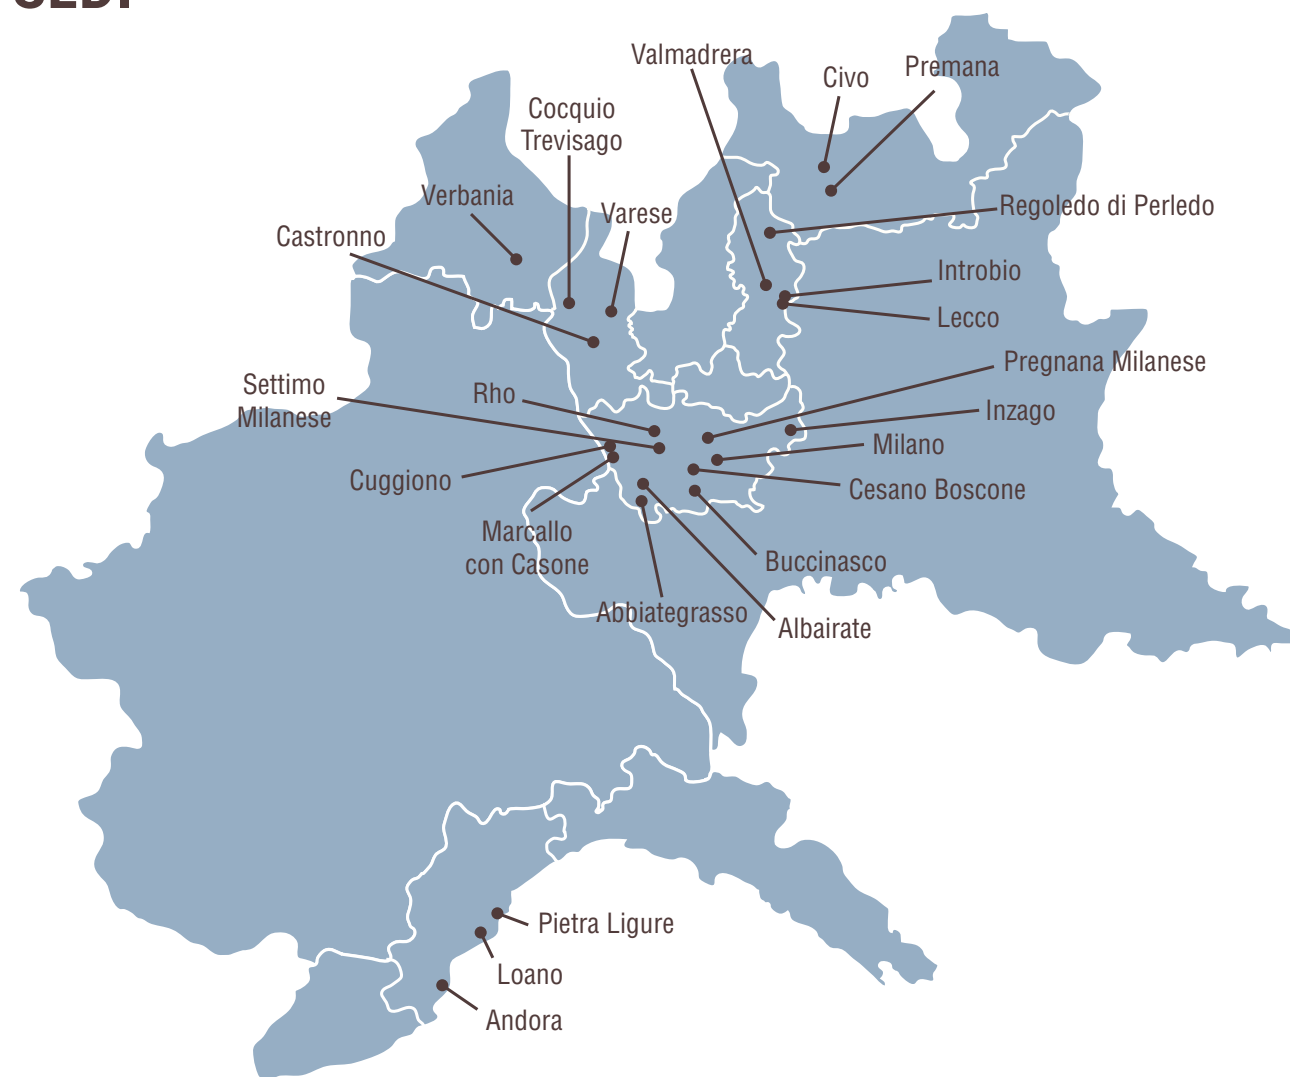 SEDI
Valmadrera
Civo
Premana
Cocquio
Trevisago
Verbania
Varese
Castronno
Regoledo di Perledo
Introbio
Lecco
Pregnana Milanese
Settimo
Milanese
Rho
Inzago
Milano
Cuggiono
Cesano Boscone
Marcallo
con Casone
Buccinasco
Abbiategrasso
Albairate
Pietra Ligure
Loano
Andora